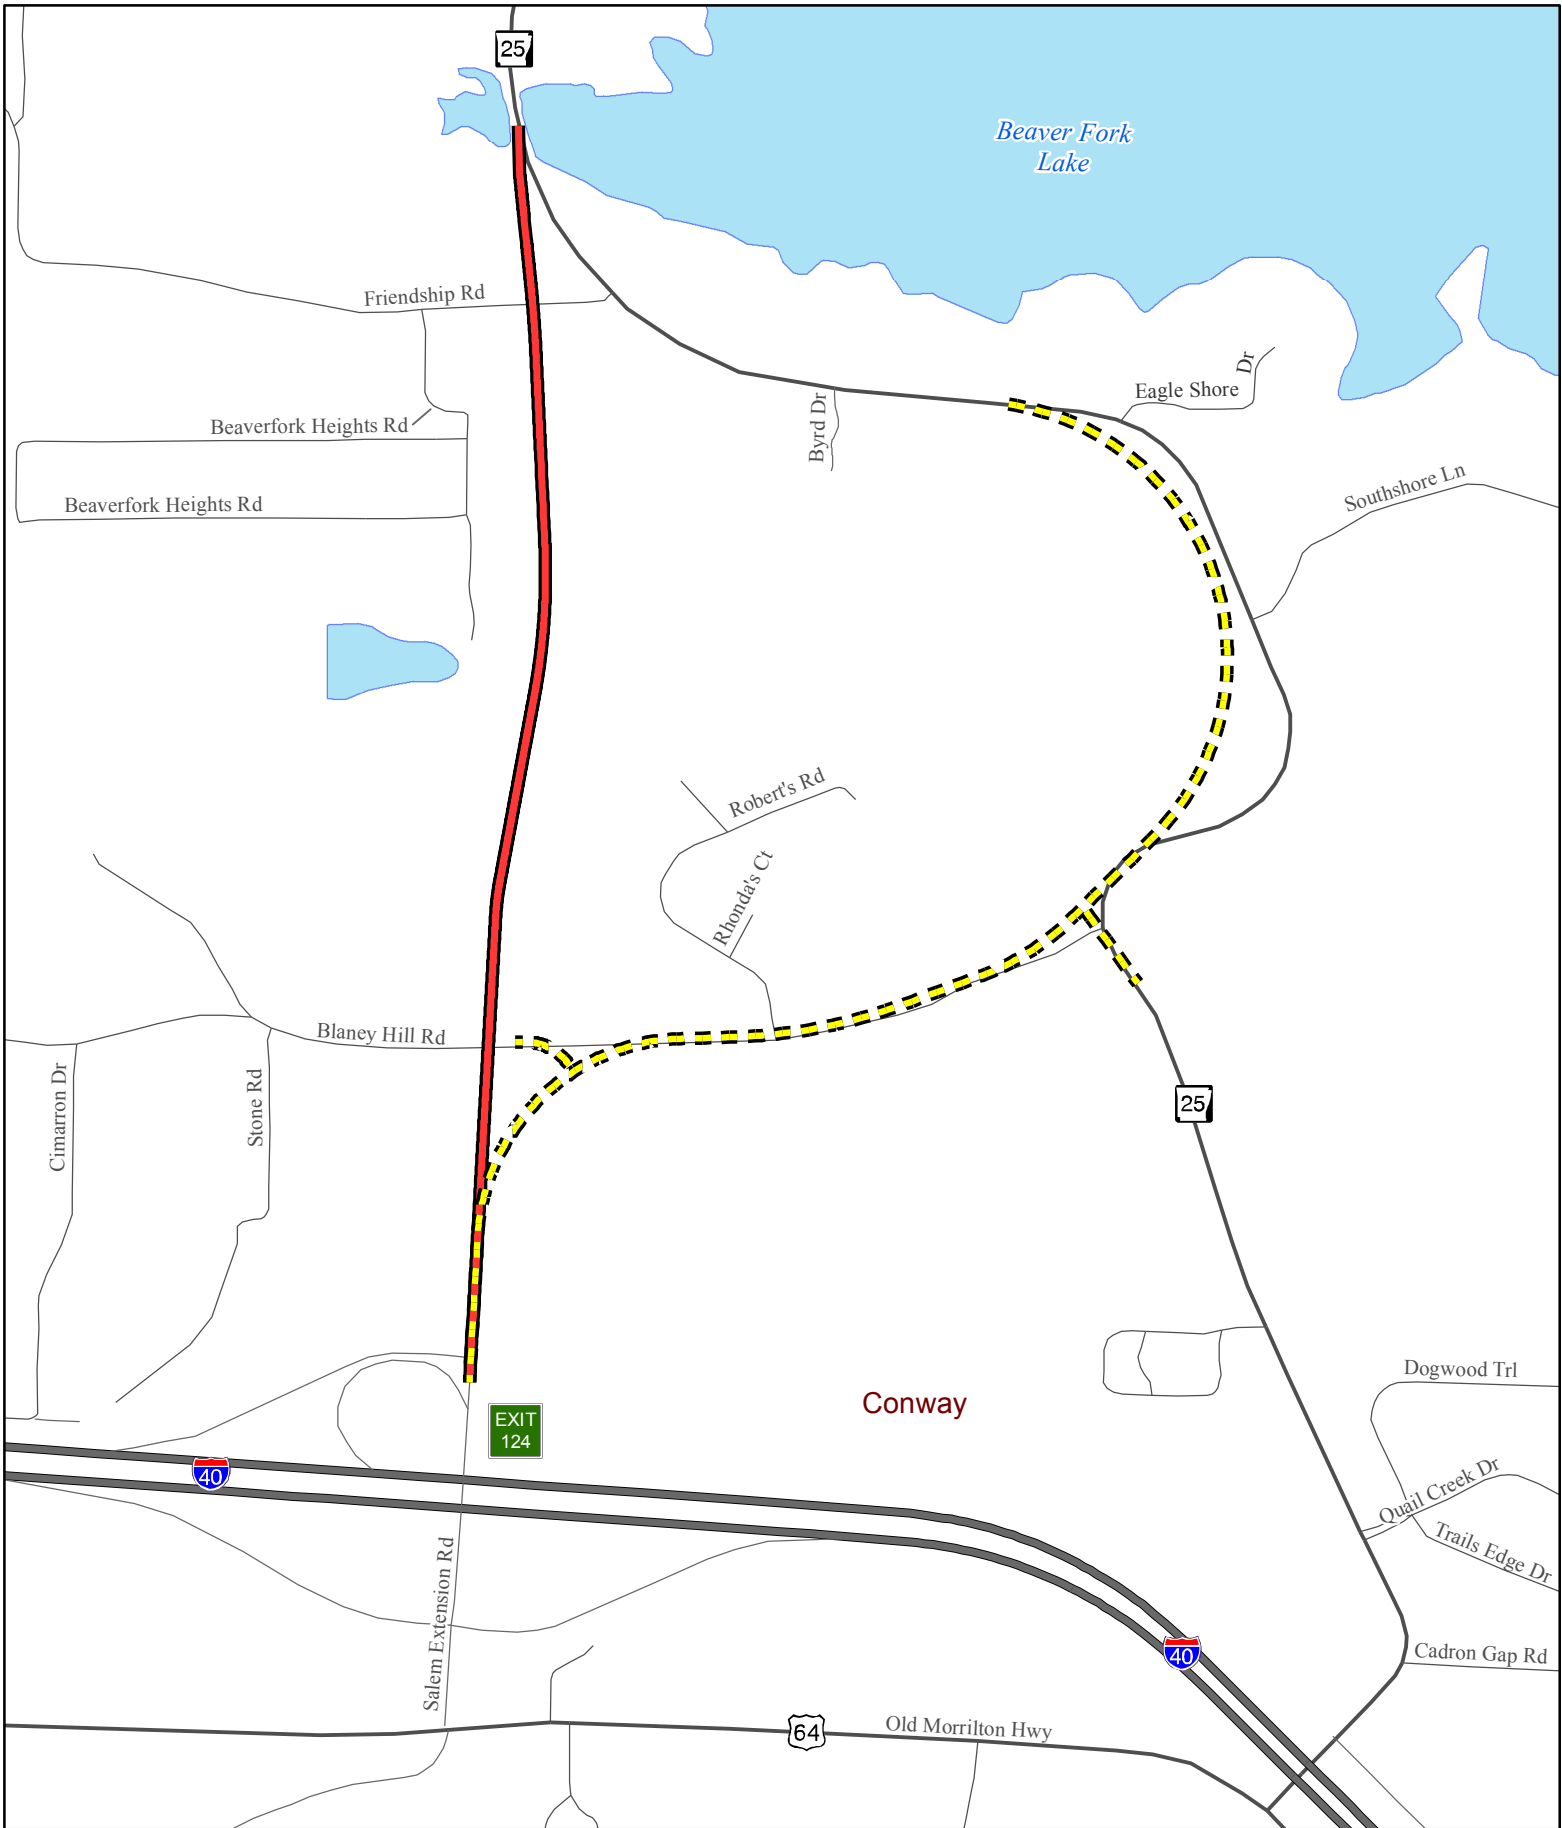 25
Beaver Fork
Lake
Friendship Rd
Dr
Eagle Shore
Byrd Dr
Beaverfork Heights Rd
Southshore Ln
Beaverfork Heights Rd
Robert's Rd
Rhonda's Ct
Blaney Hill Rd
Cimarron Dr
Stone Rd
25
Dogwood Trl
Conway
EXIT
124
40
Quail Creek Dr
Trails Edge Dr
Salem Extension Rd
40
Cadron Gap Rd
64
Old Morrilton Hwy